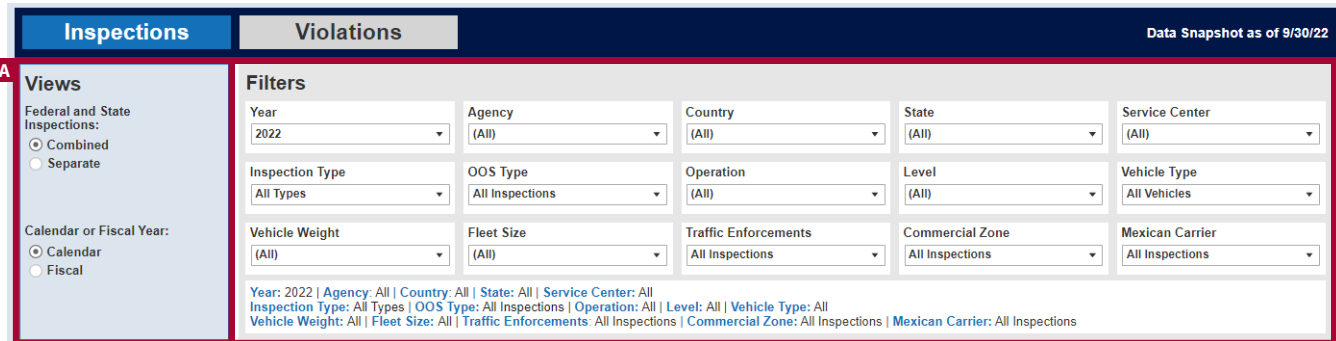 Inspections
Violations
Data Snapshot as of 9/30/22
A
Views
Federal and State
Inspections:
Combined
Separate
Calendar or Fiscal Year:
Calendar
Fiscal
Filters
Year
2022
Agency
(All)
Country
(All)
State
(All)
Service Center
(All)
Inspection Type
All Types
OOS Type
All Inspections
Operation
(All)
Level
(All)
Vehicle Type
All Vehicles
Vehicle Weight
(All)
Fleet Size
(All)
Traffic Enforcements
All Inspections
Commercial Zone
All Inspections
Mexican Carrier
All Inspections
Year: 2022 | Agency: All | Country: All | State: All | Service Center: All
Inspection Type: All Types | OOS Type: All Inspections | Operation: All | Level: All | Vehicle Type: All
Vehicle Weight: All | Fleet Size: All | Traffic Enforcements: All Inspections | Commercial Zone: All Inspections | Mexican Carrier: All Inspections